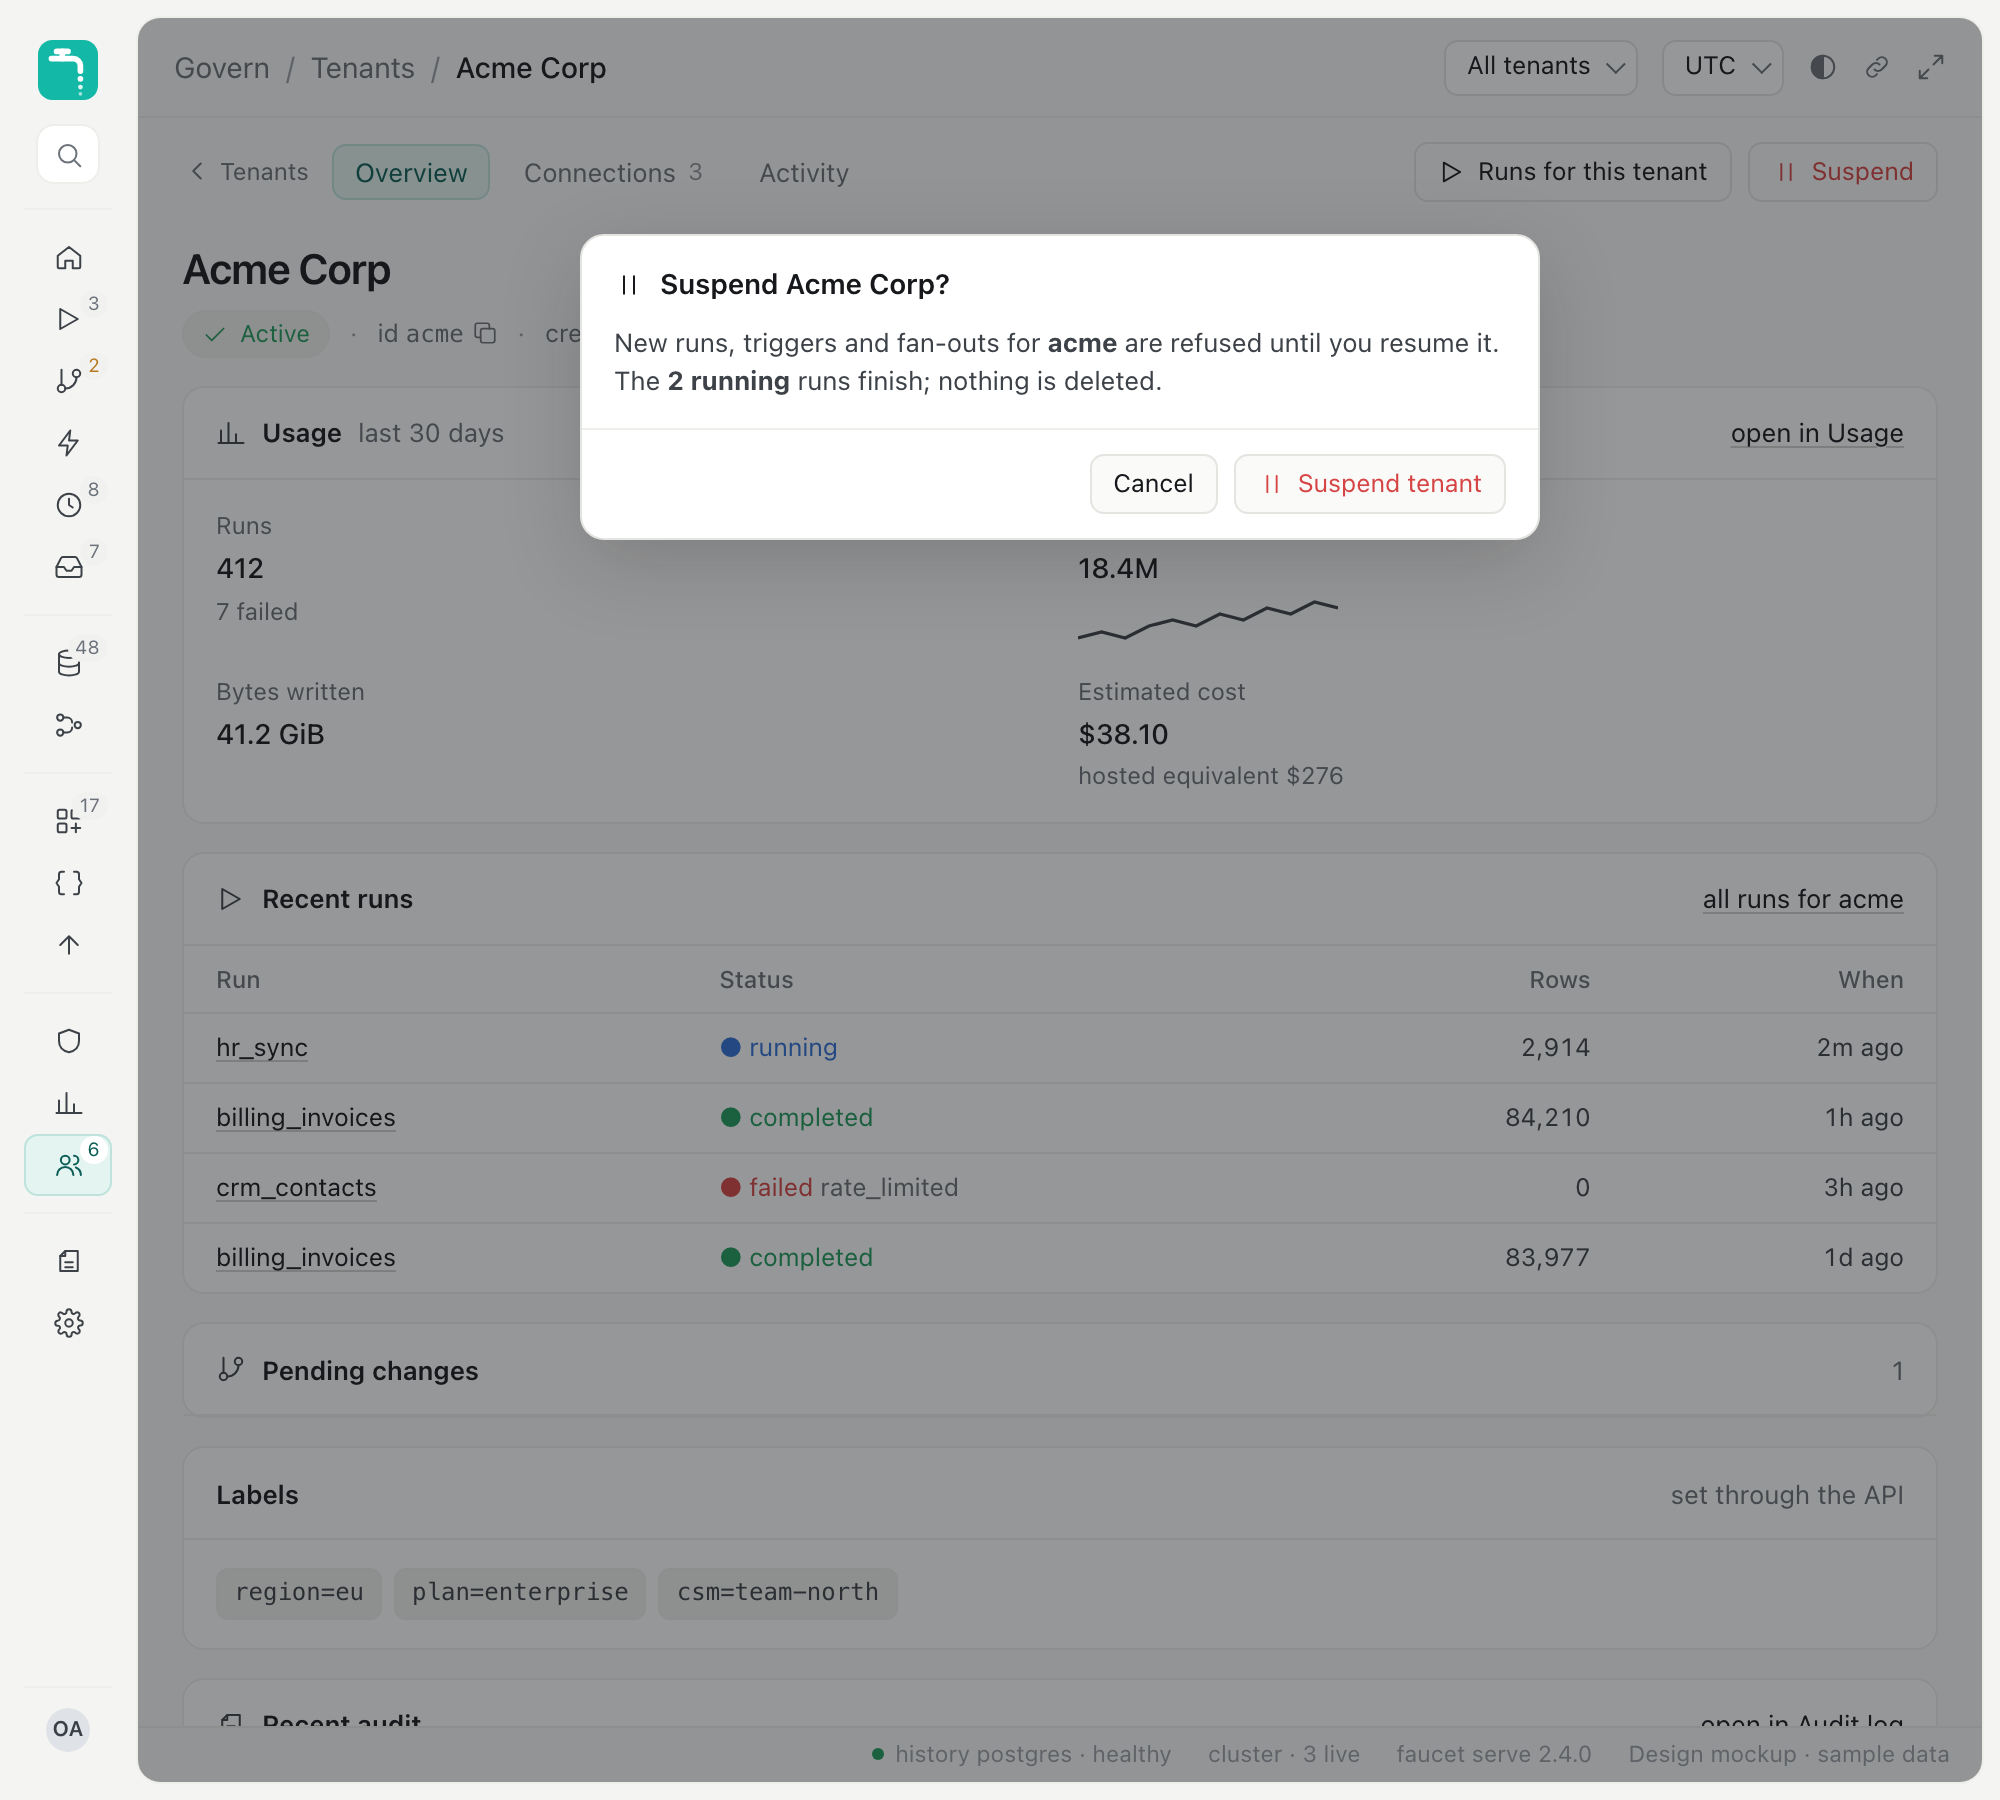 Govern / Tenants / Acme Corp
All tenants
UTC
Tenants
Overview
Connections 3
Activity
Runs for this tenant
Suspend
Acme Corp
Active · id acme · cre
Suspend Acme Corp?
New runs, triggers and fan-outs for acme are refused until you resume it.
The 2 running runs finish; nothing is deleted.
Cancel
Suspend tenant
Usage last 30 days
open in Usage
Runs
412
7 failed
18.4M
Bytes written
41.2 GiB
Estimated cost
$38.10
hosted equivalent $276
Recent runs
all runs for acme
Run Status Rows When
hr_sync running 2,914 2m ago
billing_invoices completed 84,210 1h ago
crm_contacts failed rate_limited 0 3h ago
billing_invoices completed 83,977 1d ago
Pending changes
1
Labels
set through the API
region=eu
plan=enterprise
csm=team-north
Recent audit
open in Audit log
history postgres · healthy
cluster · 3 live
faucet serve 2.4.0
Design mockup · sample data
3
2
8
7
48
17
6
OA